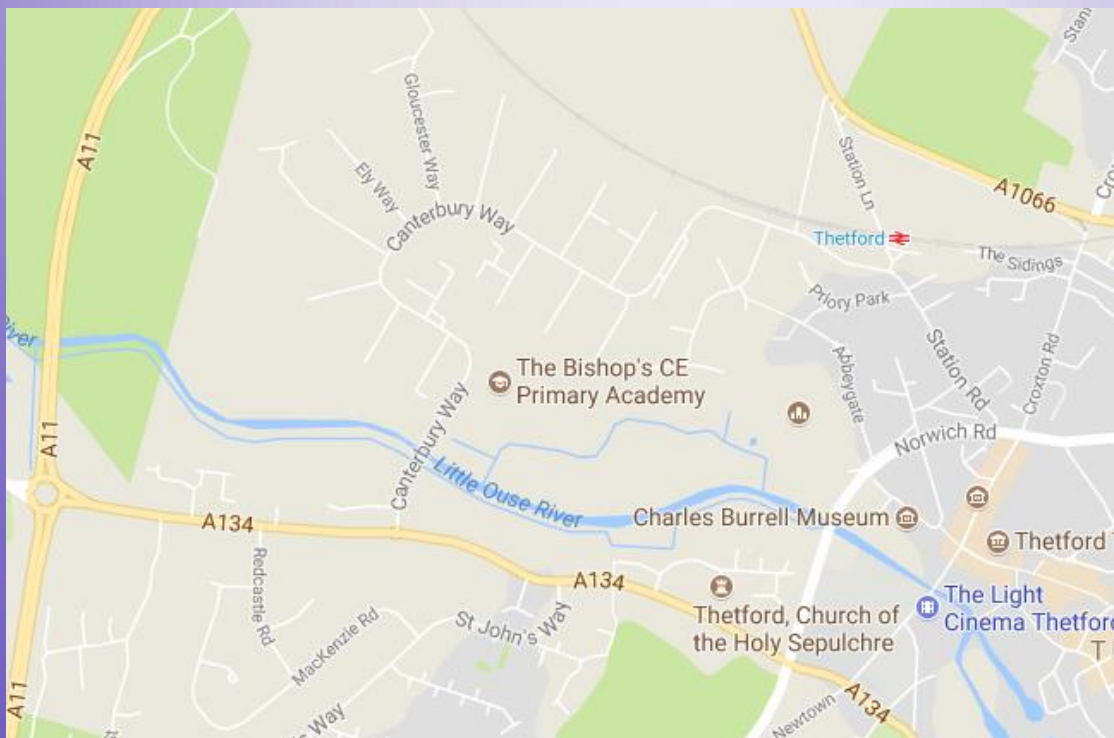 Stan
A11
Gloucester Way
Ely Way
Canterbury Way
Station Ln
A1066
Cro
Thetford
The Sidings
Priory Park
River
Abbeygate
Station Rd
Croxton Rd
The Bishop's CE
Primary Academy
A11
Canterbury Way
Norwich Rd
Little Ouse River
A134
Charles Burrell Museum
Thetford
Redcastle Rd
A134
The Light
Cinema Thetford
Thetford, Church of
the Holy Sepulchre
St John's Way
MacKenzie Rd
T
A11
s Way
Newtown
A134